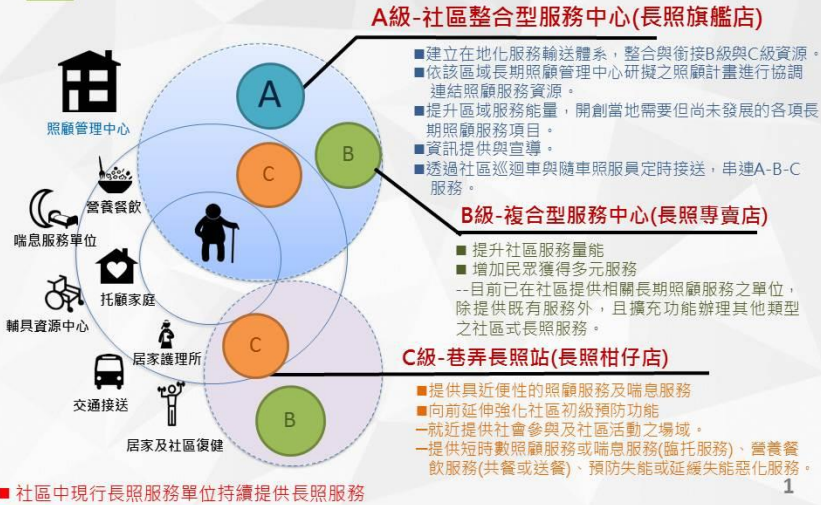 A級-社區整合型服務中心(長照旗艦店)
■建立在地化服務輸送體系，整合與銜接B級與C級資源。
■依該區域長期照顧管理中心研擬之照顧計畫進行協調
連結照顧服務資源。
■提升區域服務能量，開創當地需要但尚未發展的各項長
期照顧服務項目。
■資訊提供與宣導。
■透過社區巡迴車與隨車照服員定時接送，串連A-B-C
服務。
B級-複合型服務中心(長照專賣店)
■ 提升社區服務量能
■ 增加民眾獲得多元服務
--目前已在社區提供相關長期照顧服務之單位，
除提供既有服務外，且擴充功能辦理其他類型
之社區式長照服務。
C級-巷弄長照站(長照柑仔店)
■提供具近便性的照顧服務及喘息服務
■向前延伸強化社區初級預防功能
—就近提供社會參與及社區活動之場域。
—提供短時數照顧服務或喘息服務(臨托服務)、營養餐
飲服務(共餐或送餐)、預防失能或延緩失能惡化服務。
照顧管理中心
營養餐飲
喘息服務單位
托顧家庭
輔具資源中心
居家護理所
交通接送
居家及社區復健
A
B
C
C
B
■ 社區中現行長照服務單位持續提供長照服務
1